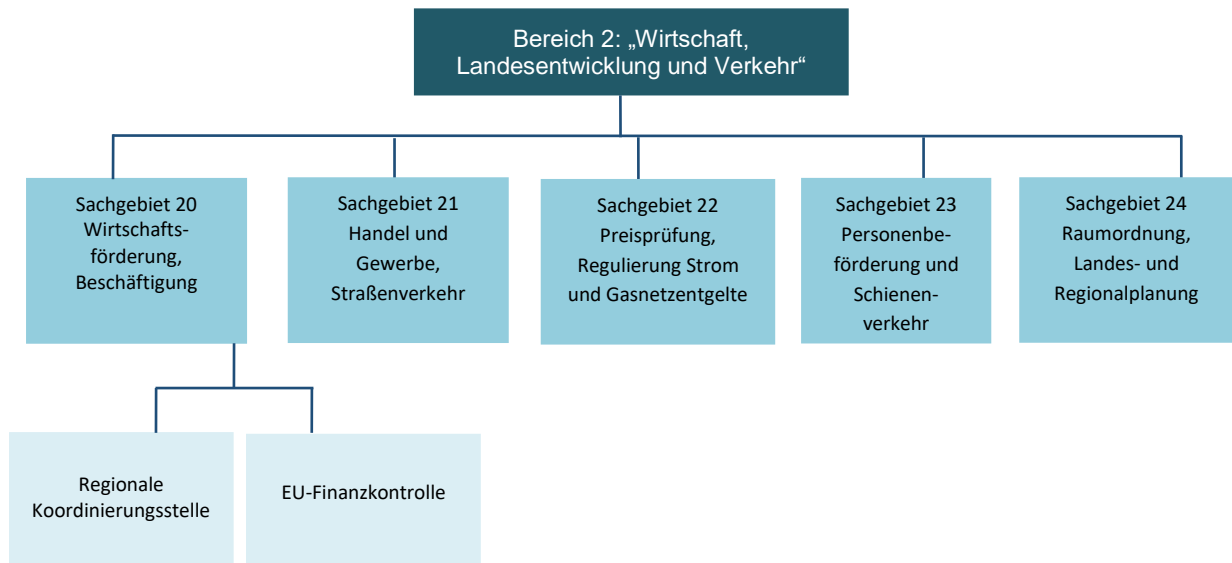 Bereich 2: „Wirtschaft,
Landesentwicklung und Verkehr“
Sachgebiet 20
Wirtschafts-
förderung,
Beschäftigung
Sachgebiet 21
Handel und
Gewerbe,
Straßenverkehr
Sachgebiet 22
Preisprüfung,
Regulierung Strom
und Gasnetzentgelte
Sachgebiet 23
Personenbe-
förderung und
Schienen-
verkehr
Sachgebiet 24
Raumordnung,
Landes- und
Regionalplanung
Regionale
Koordinierungsstelle
EU-Finanzkontrolle